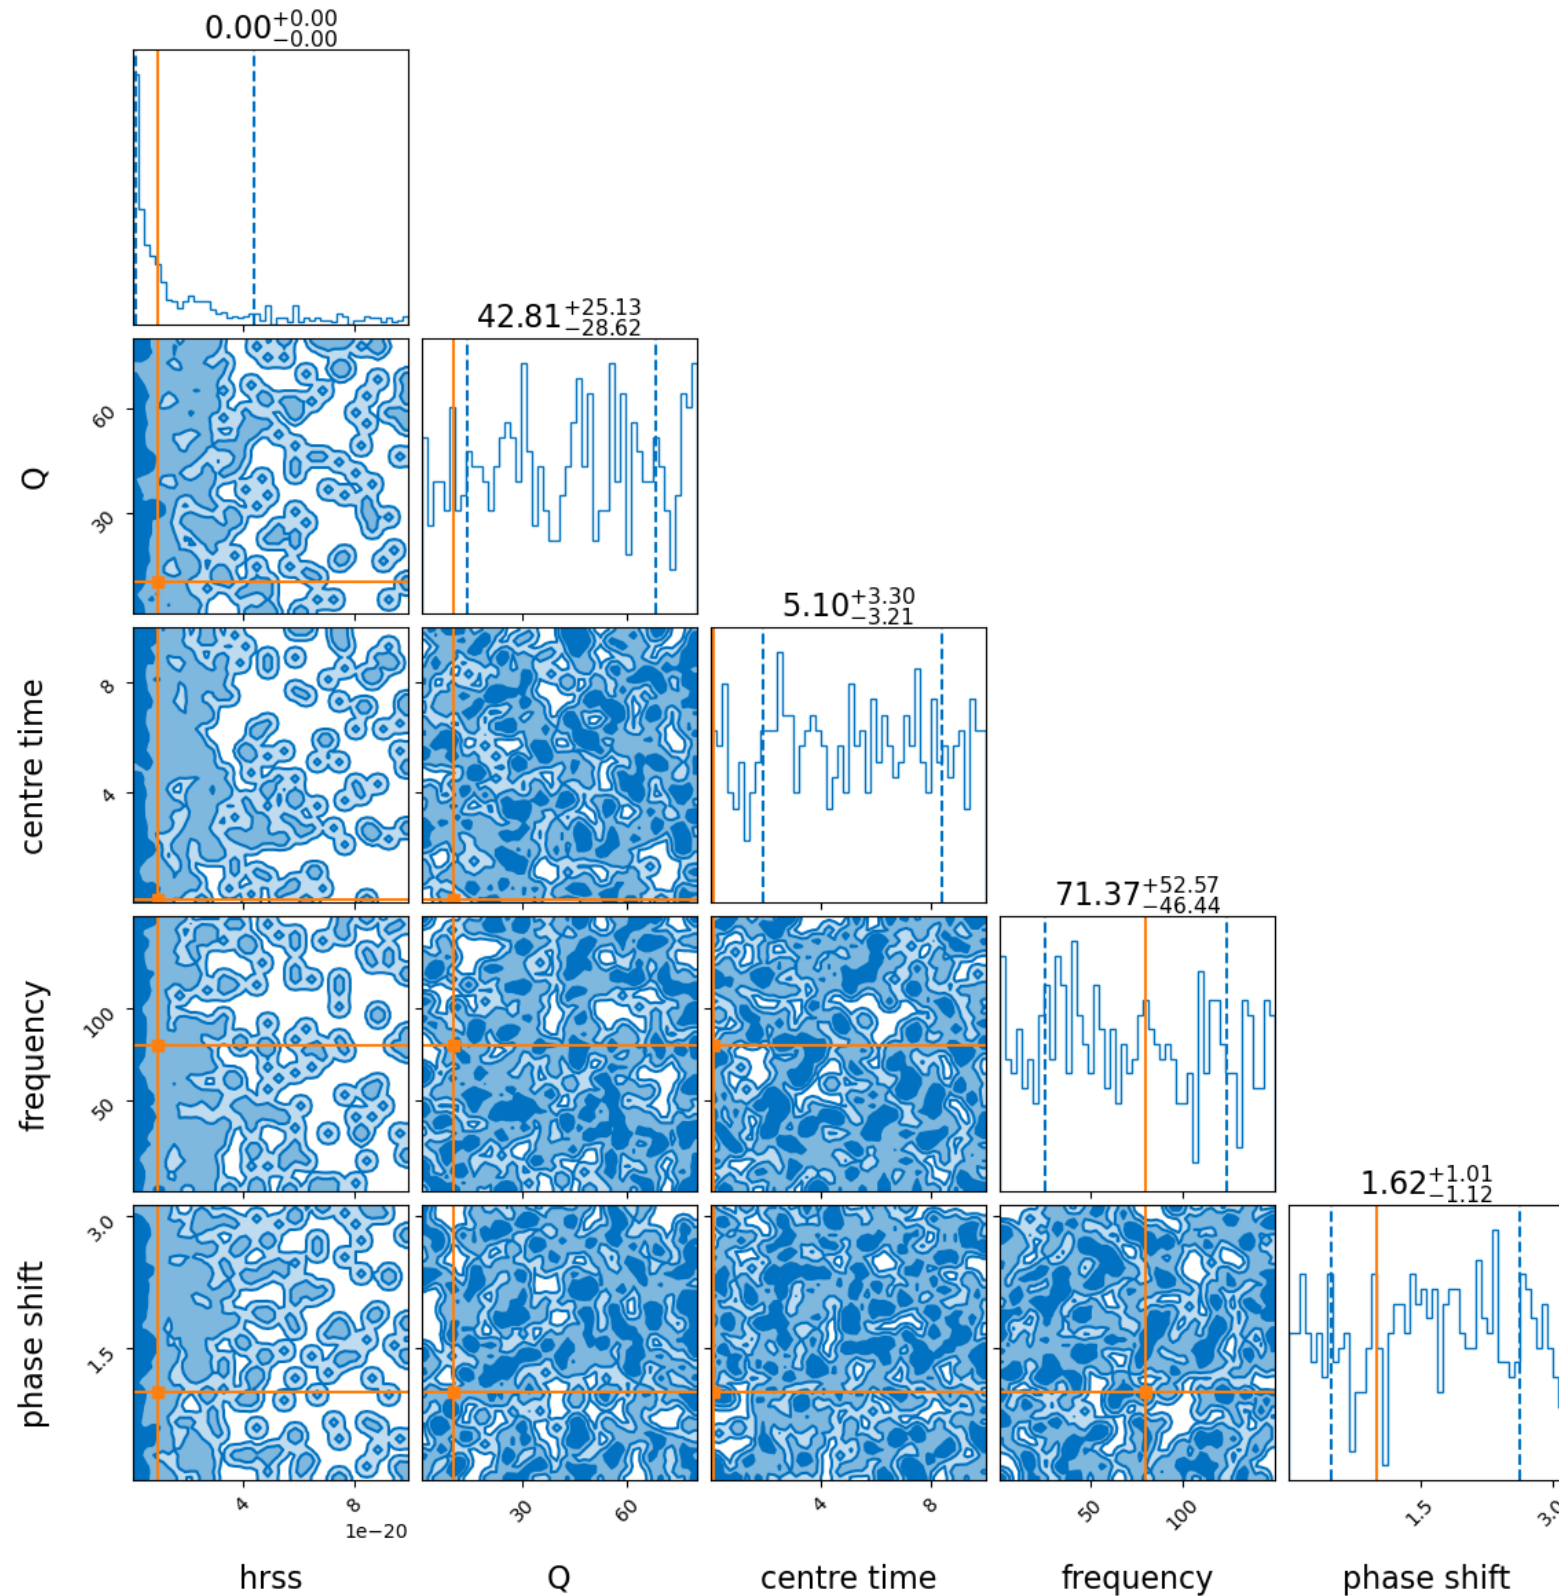 0.00+0.00−0.00
42.81+25.13−28.62
60
30
Q
5.10+3.30−3.21
8
4
centre time
71.37+52.57−46.44
100
50
frequency
1.62+1.01−1.12
3.0
1.5
phase shift
4 8 30 60 4 8 50 100 1.5 3.0
1e−20
hrss Q centre time frequency phase shift